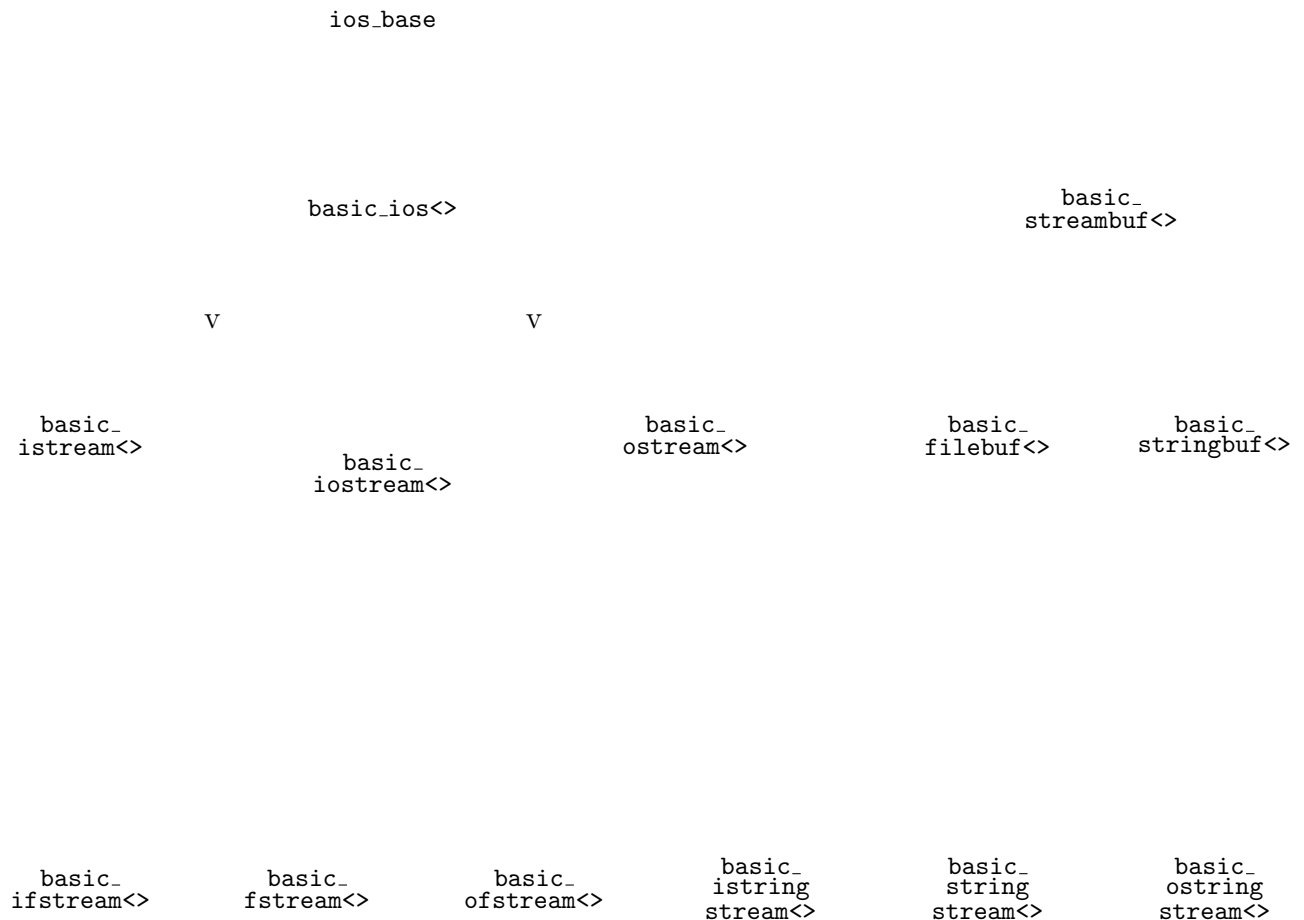 ios_base
basic_ios<>
basic_
streambuf<>
V
V
basic_
istream<>
basic_
iostream<>
basic_
ostream<>
basic_
filebuf<>
basic_
stringbuf<>
basic_
ifstream<>
basic_
fstream<>
basic_
ofstream<>
basic_
istring
stream<>
basic_
string
stream<>
basic_
ostring
stream<>